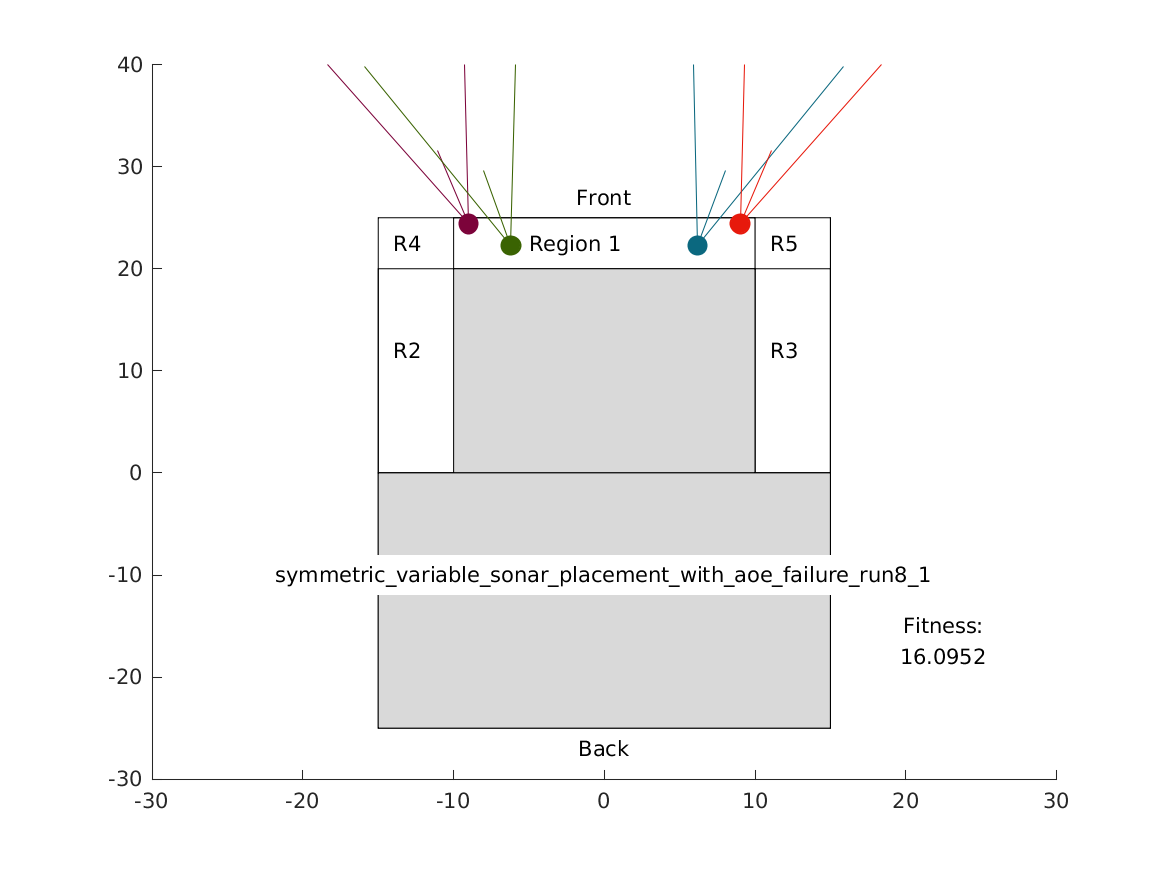 40
30
Front
R4
Region 1
R5
20
R2
R3
10
0
-10
symmetric_variable_sonar_placement_with_aoe_failure_run8_1
Fitness:
16.0952
-20
Back
-30
-30 -20 -10 0 10 20 30